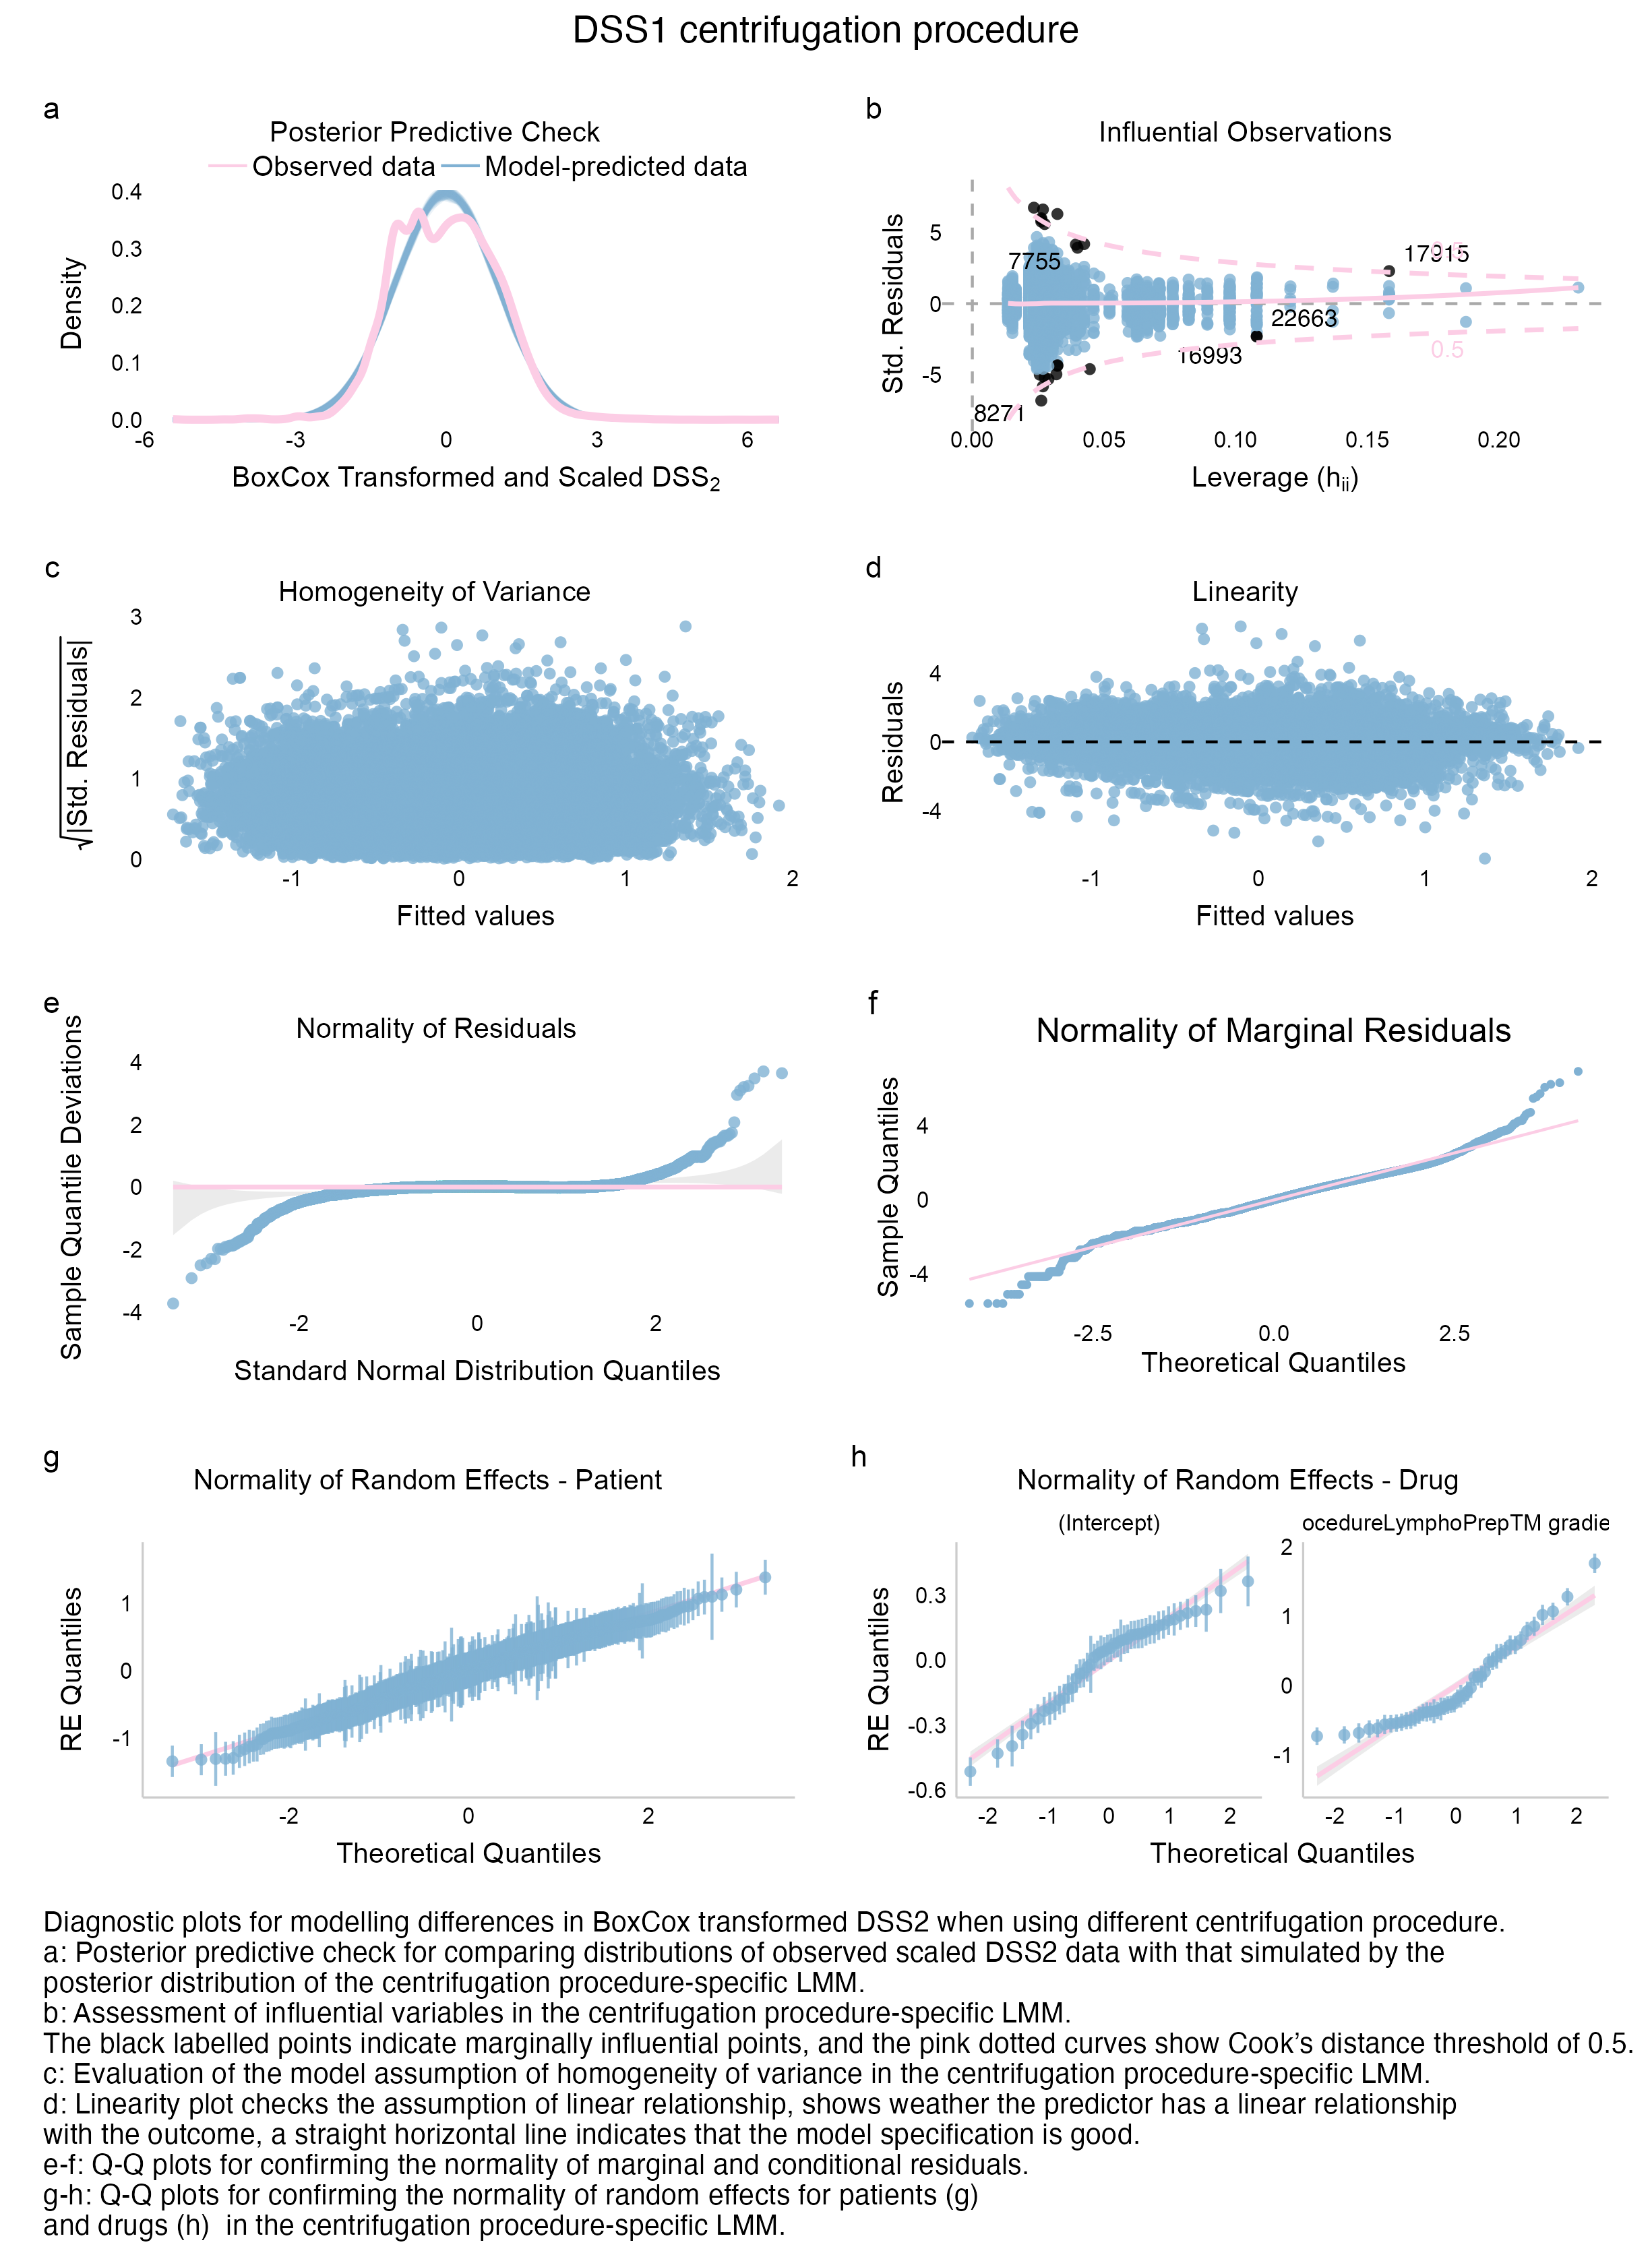 DSS1 centrifugation procedure
a
Posterior Predictive Check
Observed data
Model-predicted data
Density
0.4
0.3
0.2
0.1
0.0
-6
-3
0
3
6
BoxCox Transformed and Scaled DSS₂
b
Influential Observations
Std. Residuals
5
0
-5
7755
17915
0.5
22663
16993
0.5
8271
0.00
0.05
0.10
0.15
0.20
Leverage (hᵢᵢ)
c
Homogeneity of Variance
√|Std. Residuals|
3
2
1
0
-1
0
1
2
Fitted values
d
Linearity
Residuals
4
0
-4
-1
0
1
2
Fitted values
e
Normality of Residuals
Sample Quantile Deviations
4
2
0
-2
-4
-2
0
2
Standard Normal Distribution Quantiles
f
Normality of Marginal Residuals
Sample Quantiles
4
0
-4
-2.5
0.0
2.5
Theoretical Quantiles
g
Normality of Random Effects - Patient
RE Quantiles
1
0
-1
-2
0
2
Theoretical Quantiles
h
Normality of Random Effects - Drug
(Intercept)
RE Quantiles
0.3
0.0
-0.3
-0.6
-2
-1
0
1
2
ocedureLymphoPrepTM gradie
2
1
0
-1
-2
-1
0
1
2
Theoretical Quantiles
Diagnostic plots for modelling differences in BoxCox transformed DSS2 when using different centrifugation procedure.
a: Posterior predictive check for comparing distributions of observed scaled DSS2 data with that simulated by the
posterior distribution of the centrifugation procedure-specific LMM.
b: Assessment of influential variables in the centrifugation procedure-specific LMM.
The black labelled points indicate marginally influential points, and the pink dotted curves show Cook’s distance threshold of 0.5.
c: Evaluation of the model assumption of homogeneity of variance in the centrifugation procedure-specific LMM.
d: Linearity plot checks the assumption of linear relationship, shows weather the predictor has a linear relationship
with the outcome, a straight horizontal line indicates that the model specification is good.
e-f: Q-Q plots for confirming the normality of marginal and conditional residuals.
g-h: Q-Q plots for confirming the normality of random effects for patients (g)
and drugs (h)  in the centrifugation procedure-specific LMM.